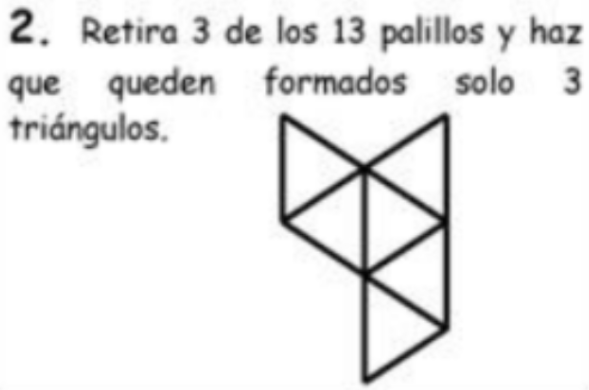 2. Retira 3 de los 13 palillos y haz
que queden formados solo 3
triángulos.